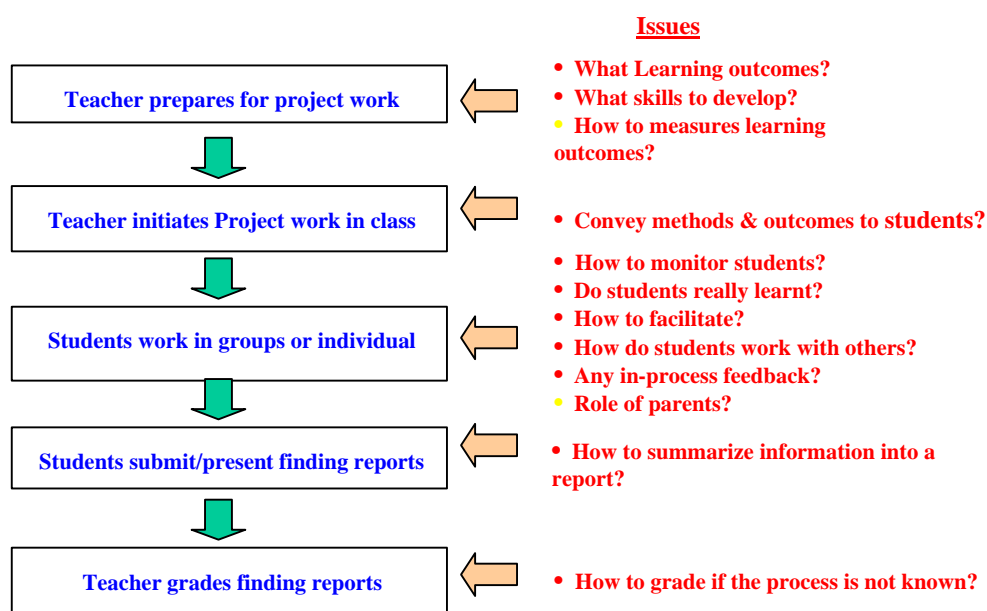 Issues
Teacher prepares for project work
• What Learning outcomes?
• What skills to develop?
• How to measures learning
outcomes?
Teacher initiates Project work in class
• Convey methods & outcomes to students?
Students work in groups or individual
• How to monitor students?
• Do students really learnt?
• How to facilitate?
• How do students work with others?
• Any in-process feedback?
• Role of parents?
Students submit/present finding reports
• How to summarize information into a
report?
Teacher grades finding reports
• How to grade if the process is not known?